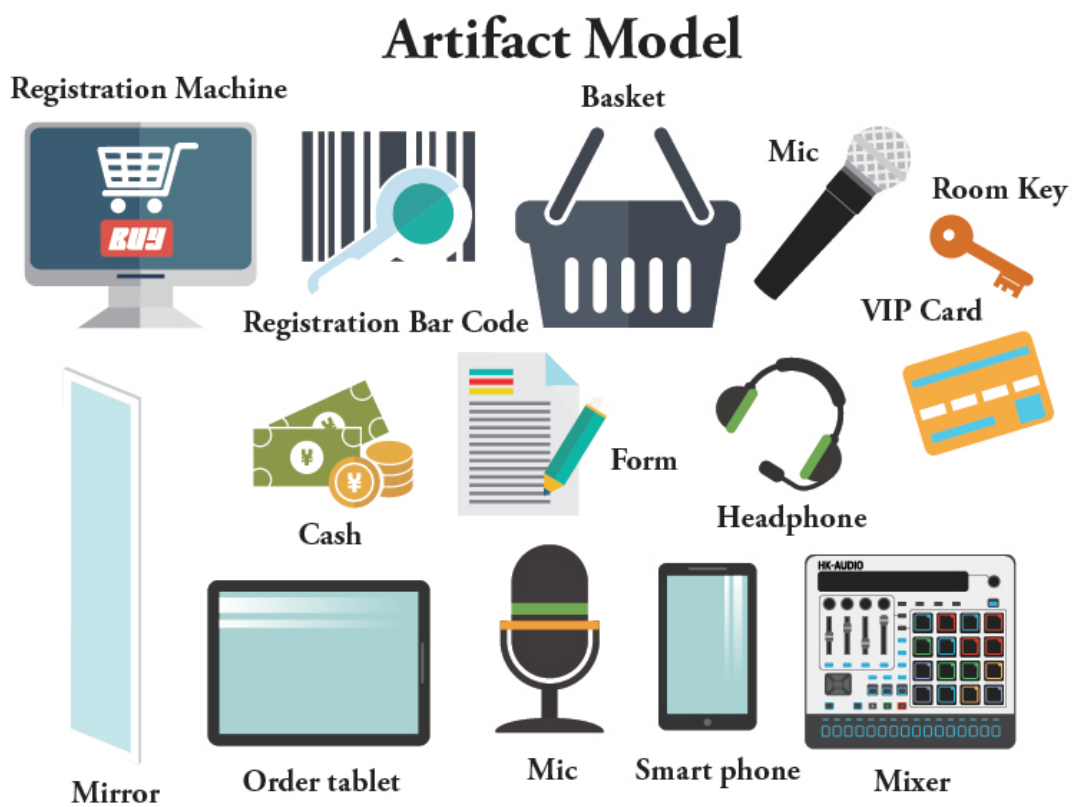 Artifact Model
Registration Machine
Basket
Mic
Room Key
BUY
Registration Bar Code
VIP Card
Form
Cash
Headphone
HK-AUDIO
Mirror
Order tablet
Mic
Smart phone
Mixer
¥
¥
¥
¥